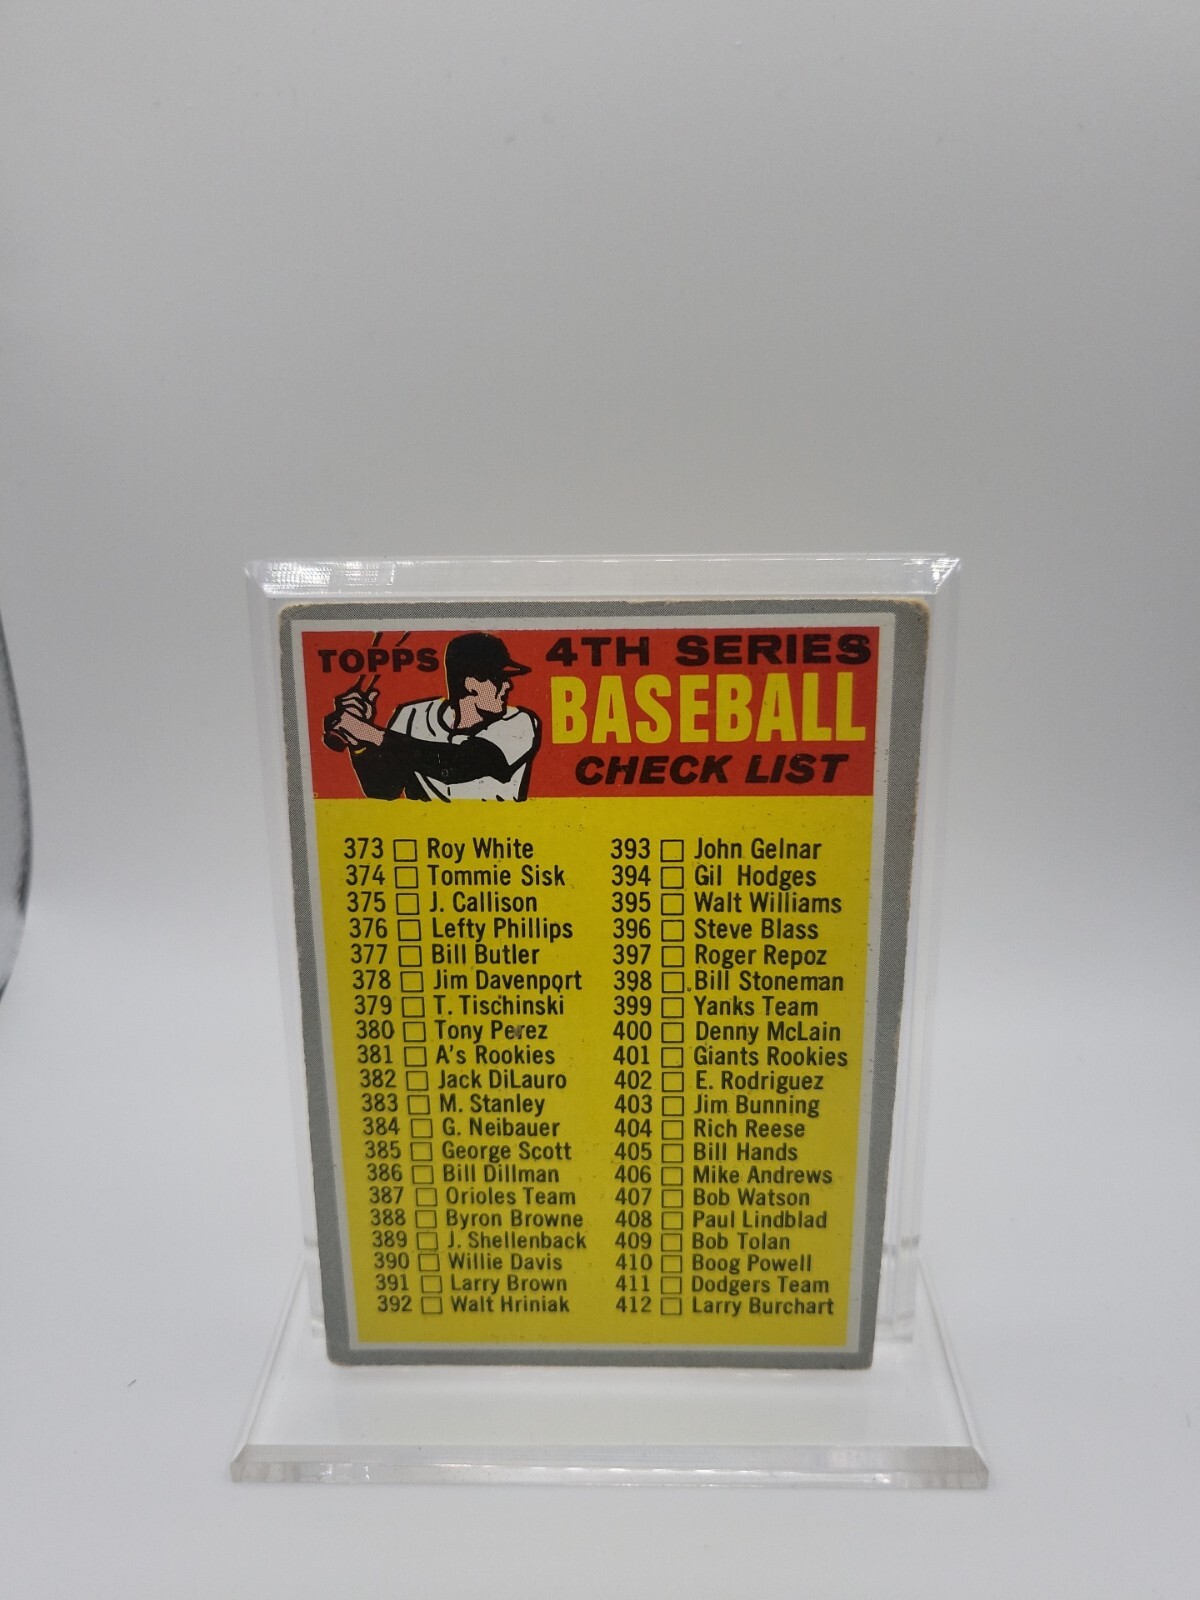 TOPPS
4TH SERIES
BASEBALL
CHECK LIST
373 Roy White
374 Tommie Sisk
375 J. Callison
376 Lefty Phillips
377 Bill Butler
378 Jim Davenport
379 T. Tischinski
380 Tony Perez
381 A's Rookies
382 Jack DiLauro
383 M. Stanley
384 G. Neibauer
385 George Scott
386 Bill Dillman
387 Orioles Team
388 Byron Browne
389 J. Shellenback
390 Willie Davis
391 Larry Brown
392 Walt Hriniak
393 John Gelnar
394 Gil Hodges
395 Walt Williams
396 Steve Blass
397 Roger Repoz
398 Bill Stoneman
399 Yanks Team
400 Denny McLain
401 Giants Rookies
402 E. Rodriguez
403 Jim Bunning
404 Rich Reese
405 Bill Hands
406 Mike Andrews
407 Bob Watson
408 Paul Lindblad
409 Bob Tolan
410 Boog Powell
411 Dodgers Team
412 Larry Burchart